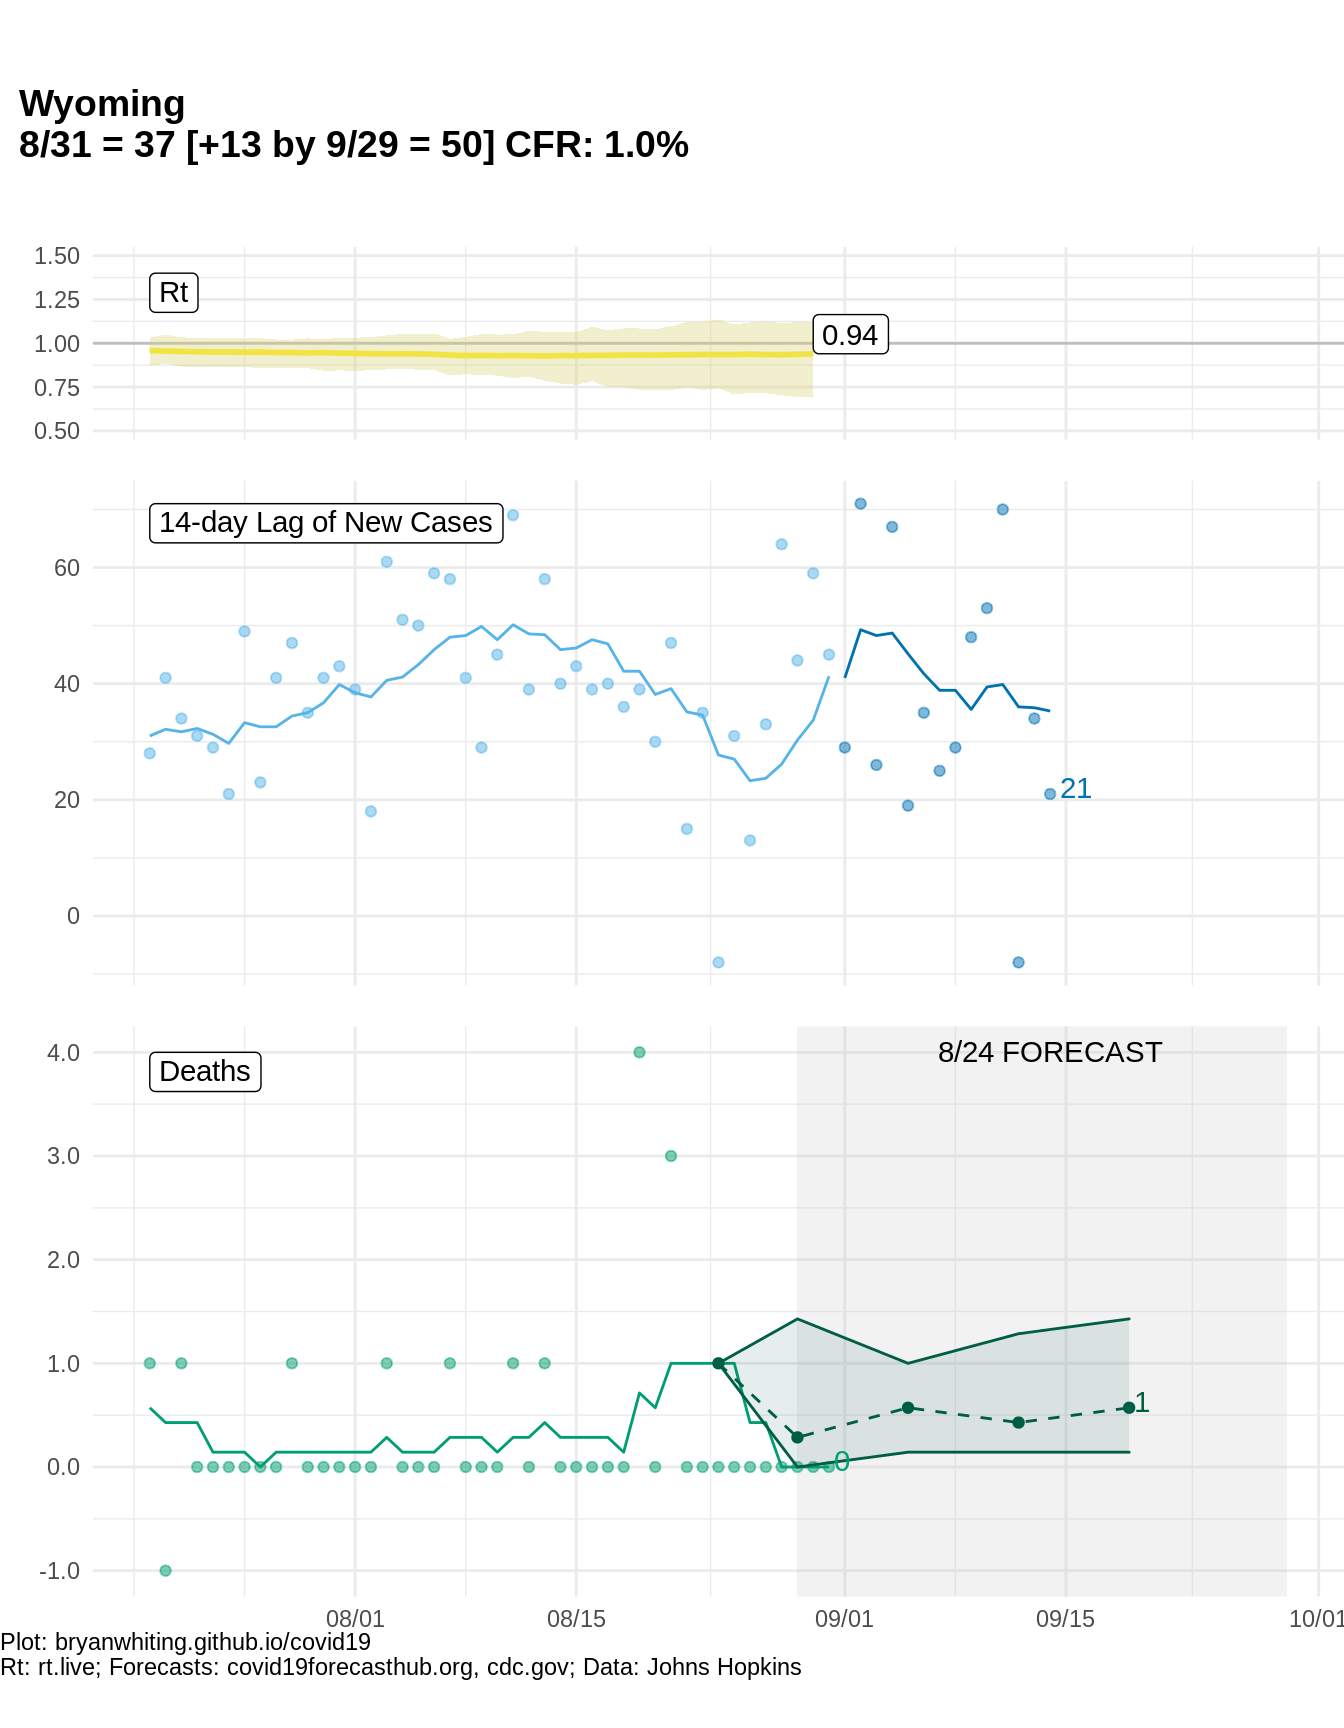 Wyoming
8/31 = 37 [+13 by 9/29 = 50] CFR: 1.0%
1.50
Rt
1.25
0.94
1.00
0.75
0.50
14-day Lag of New Cases
60
40
21
20
0
8/24 FORECAST
4.0
Deaths
3.0
2.0
1.0
1
0.0
0
-1.0
08/01 08/15 09/01 09/15 10/01
Plot: bryanwhiting.github.io/covid19
Rt: rt.live; Forecasts: covid19forecasthub.org, cdc.gov; Data: Johns Hopkins